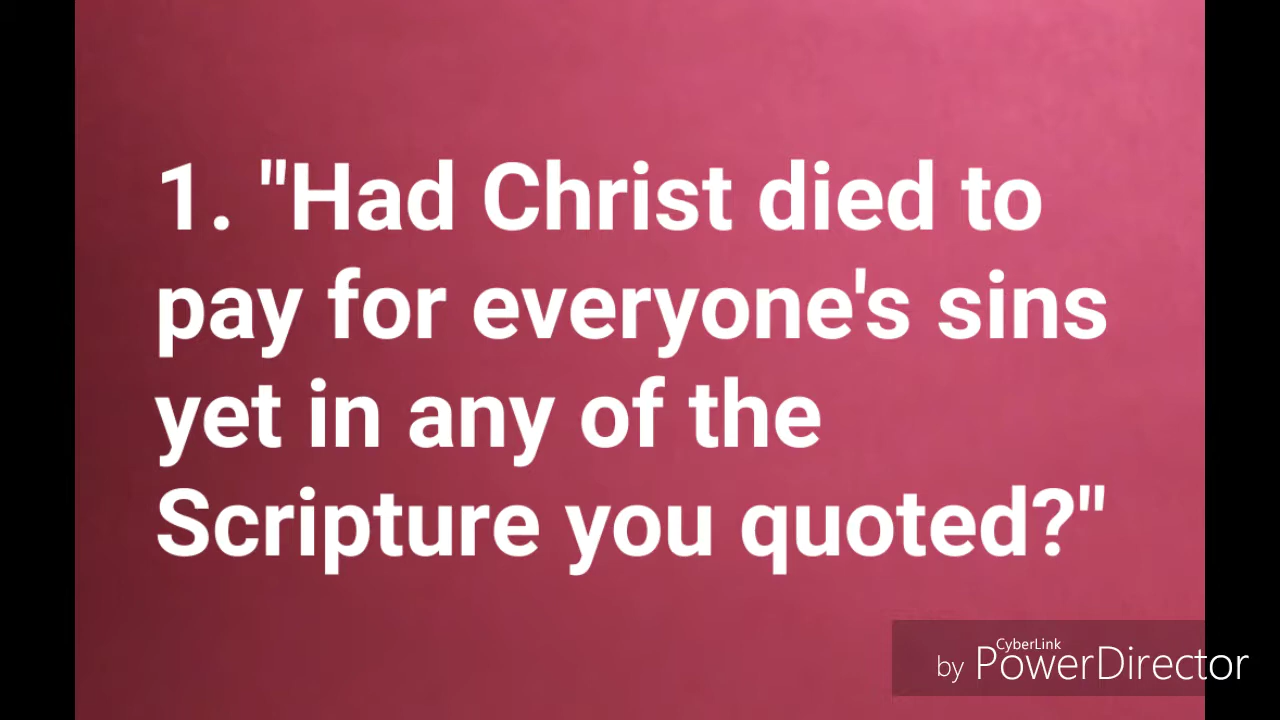 1. "Had Christ died to
pay for everyone's sins
yet in any of the
Scripture you quoted?"
CyberLink
by PowerDirector